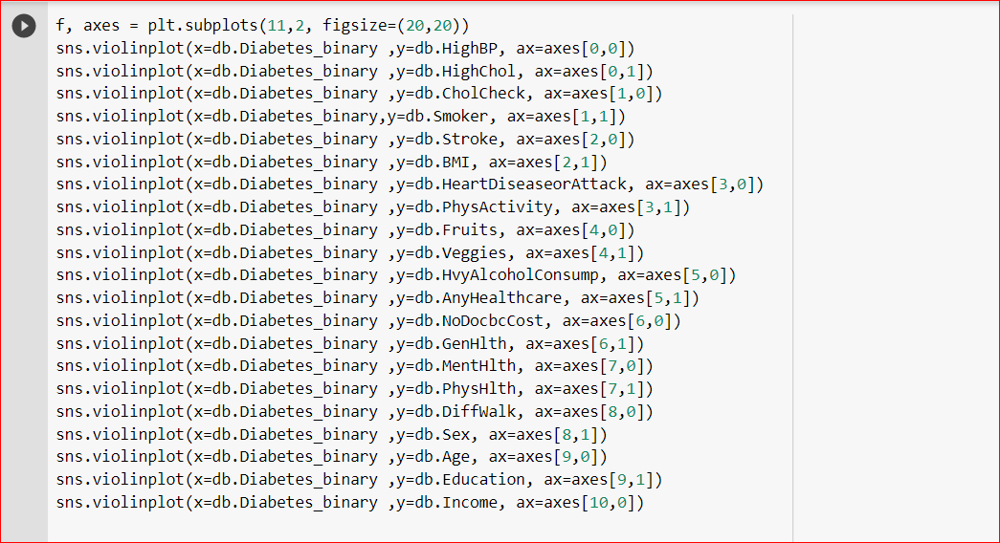 f, axes = plt.subplots(11,2, figsize=(20,20))
sns.violinplot(x=db.Diabetes_binary ,y=db.HighBP, ax=axes[0,0])
sns.violinplot(x=db.Diabetes_binary ,y=db.HighChol, ax=axes[0,1])
sns.violinplot(x=db.Diabetes_binary ,y=db.CholCheck, ax=axes[1,0])
sns.violinplot(x=db.Diabetes_binary,y=db.Smoker, ax=axes[1,1])
sns.violinplot(x=db.Diabetes_binary ,y=db.Stroke, ax=axes[2,0])
sns.violinplot(x=db.Diabetes_binary ,y=db.BMI, ax=axes[2,1])
sns.violinplot(x=db.Diabetes_binary ,y=db.HeartDiseaseorAttack, ax=axes[3,0])
sns.violinplot(x=db.Diabetes_binary ,y=db.PhysActivity, ax=axes[3,1])
sns.violinplot(x=db.Diabetes_binary ,y=db.Fruits, ax=axes[4,0])
sns.violinplot(x=db.Diabetes_binary ,y=db.Veggies, ax=axes[4,1])
sns.violinplot(x=db.Diabetes_binary ,y=db.HvyAlcoholConsump, ax=axes[5,0])
sns.violinplot(x=db.Diabetes_binary ,y=db.AnyHealthcare, ax=axes[5,1])
sns.violinplot(x=db.Diabetes_binary ,y=db.NoDocbcCost, ax=axes[6,0])
sns.violinplot(x=db.Diabetes_binary ,y=db.GenHlth, ax=axes[6,1])
sns.violinplot(x=db.Diabetes_binary ,y=db.MentHlth, ax=axes[7,0])
sns.violinplot(x=db.Diabetes_binary ,y=db.PhysHlth, ax=axes[7,1])
sns.violinplot(x=db.Diabetes_binary ,y=db.DiffWalk, ax=axes[8,0])
sns.violinplot(x=db.Diabetes_binary ,y=db.Sex, ax=axes[8,1])
sns.violinplot(x=db.Diabetes_binary ,y=db.Age, ax=axes[9,0])
sns.violinplot(x=db.Diabetes_binary ,y=db.Education, ax=axes[9,1])
sns.violinplot(x=db.Diabetes_binary ,y=db.Income, ax=axes[10,0])